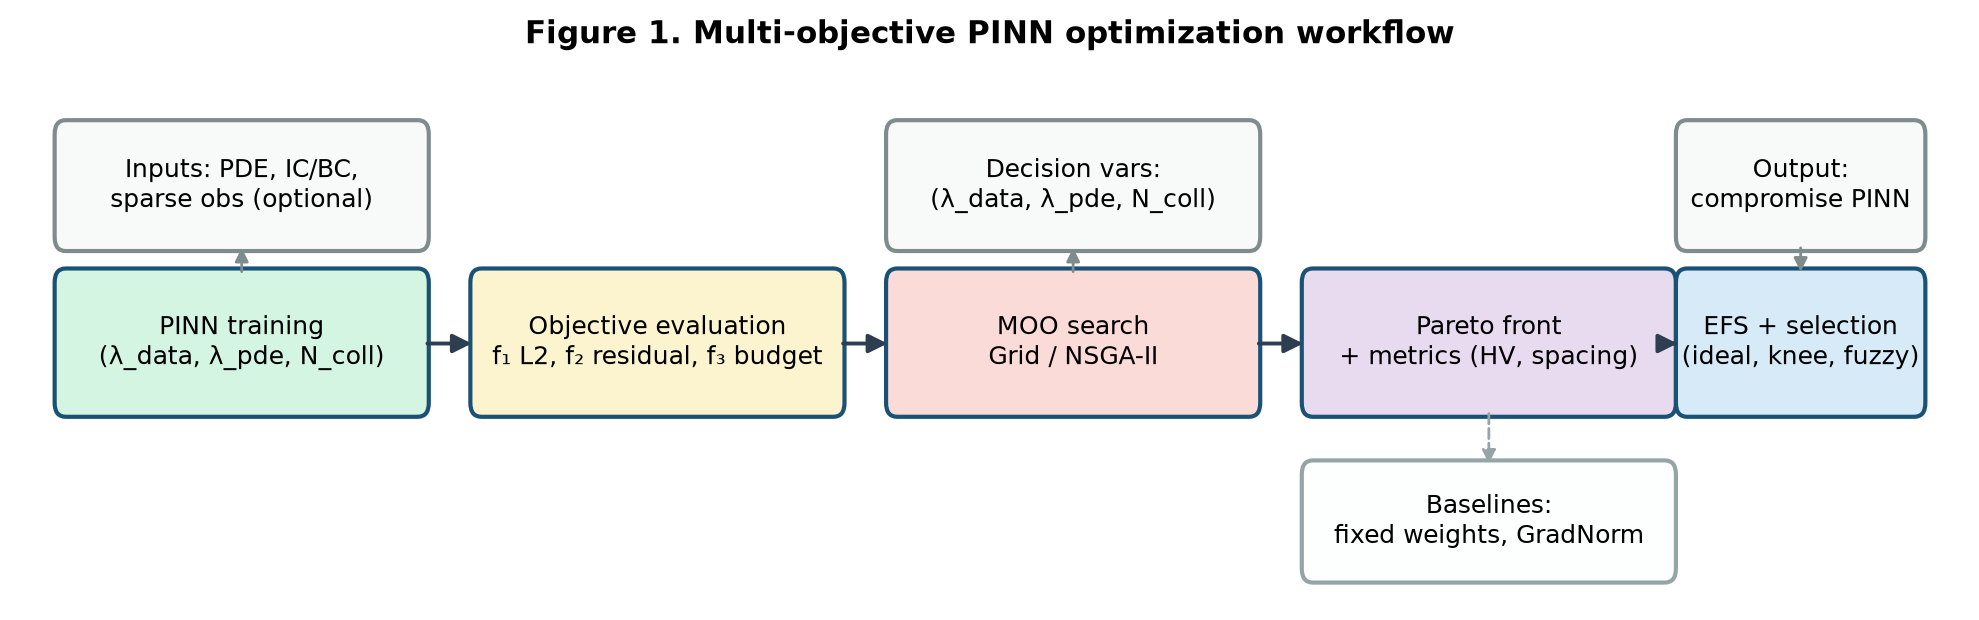 Figure 1. Multi-objective PINN optimization workflow
Inputs: PDE, IC/BC,
sparse obs (optional)
Decision vars:
(λ_data, λ_pde, N_coll)
Output:
compromise PINN
PINN training
(λ_data, λ_pde, N_coll)
Objective evaluation
f₁ L2, f₂ residual, f₃ budget
MOO search
Grid / NSGA-II
Pareto front
+ metrics (HV, spacing)
EFS + selection
(ideal, knee, fuzzy)
Baselines:
fixed weights, GradNorm